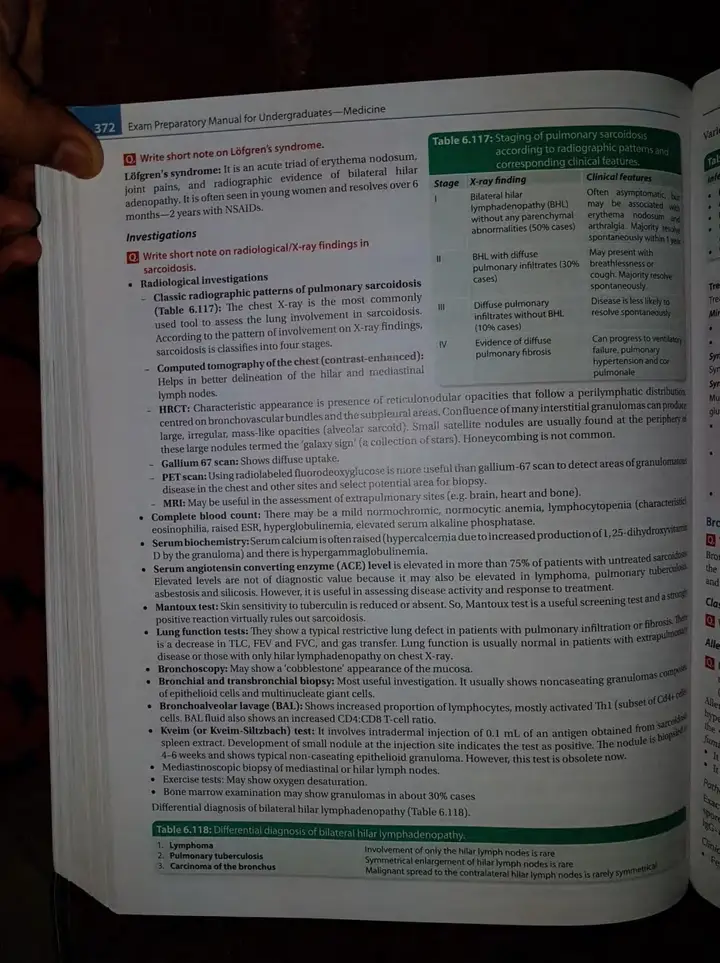 372 Exam Preparatory Manual for Undergraduates—Medicine
Q. Write short note on Löfgren's syndrome.
Löfgren's syndrome: It is an acute triad of erythema nodosum,
joint pains, and radiographic evidence of bilateral hilar
adenopathy. It is often seen in young women and resolves over 6
months—2 years with NSAIDs.
Investigations
Q. Write short note on radiological/X-ray findings in
sarcoidosis.
• Radiological investigations
– Classic radiographic patterns of pulmonary sarcoidosis
(Table 6.117): The chest X-ray is the most commonly
used tool to assess the lung involvement in sarcoidosis.
According to the pattern of involvement on X-ray findings,
sarcoidosis is classifies into four stages.
– Computed tomography of the chest (contrast-enhanced):
Helps in better delineation of the hilar and mediastinal
lymph nodes.
Table 6.117: Staging of pulmonary sarcoidosis
according to radiographic patterns and
corresponding clinical features.
Stage X-ray finding Clinical features
I Bilateral hilar Often asymptomatic, but
lymphadenopathy (BHL) may be associated with
without any parenchymal erythema nodosum and
abnormalities (50% cases) arthralgia. Majority resolve
spontaneously within 1 year
II BHL with diffuse May present with
pulmonary infiltrates (30% breathlessness or
cases) cough. Majority resolve
spontaneously.
III Diffuse pulmonary Disease is less likely to
infiltrates without BHL resolve spontaneously
(10% cases)
IV Evidence of diffuse Can progress to ventilatory
pulmonary fibrosis failure, pulmonary
hypertension and cor
pulmonale
– HRCT: Characteristic appearance is presence of reticulonodular opacities that follow a perilymphatic distribution,
centred on bronchovascular bundles and the subpleural areas. Confluence of many interstitial granulomas can produce
large, irregular, mass-like opacities (alveolar sarcoid). Small satellite nodules are usually found at the periphery of
these large nodules termed the 'galaxy sign' (a collection of stars). Honeycombing is not common.
– Gallium 67 scan: Shows diffuse uptake.
– PET scan: Using radiolabeled fluorodeoxyglucose is more useful than gallium-67 scan to detect areas of granulomatous
disease in the chest and other sites and select potential area for biopsy.
– MRI: May be useful in the assessment of extrapulmonary sites (e.g. brain, heart and bone).
• Complete blood count: There may be a mild normochromic, normocytic anemia, lymphocytopenia (characteristic)
eosinophilia, raised ESR, hyperglobulinemia, elevated serum alkaline phosphatase.
• Serum biochemistry: Serum calcium is often raised (hypercalcemia due to increased production of 1, 25-dihydroxyvitamin
D by the granuloma) and there is hypergammaglobulinemia.
• Serum angiotensin converting enzyme (ACE) level is elevated in more than 75% of patients with untreated sarcoidosis.
Elevated levels are not of diagnostic value because it may also be elevated in lymphoma, pulmonary tuberculosis
asbestosis and silicosis. However, it is useful in assessing disease activity and response to treatment.
• Mantoux test: Skin sensitivity to tuberculin is reduced or absent. So, Mantoux test is a useful screening test and a strongly
positive reaction virtually rules out sarcoidosis.
• Lung function tests: They show a typical restrictive lung defect in patients with pulmonary infiltration or fibrosis. There
is a decrease in TLC, FEV and FVC, and gas transfer. Lung function is usually normal in patients with extrapulmonary
disease or those with only hilar lymphadenopathy on chest X-ray.
• Bronchoscopy: May show a 'cobblestone' appearance of the mucosa.
• Bronchial and transbronchial biopsy: Most useful investigation. It usually shows noncaseating granulomas composed
of epithelioid cells and multinucleate giant cells.
• Bronchoalveolar lavage (BAL): Shows increased proportion of lymphocytes, mostly activated Th1 (subset of Cd4+ cells
cells. BAL fluid also shows an increased CD4:CD8 T-cell ratio.
• Kveim (or Kveim-Siltzbach) test: It involves intradermal injection of 0.1 mL of an antigen obtained from sarcoidosis
spleen extract. Development of small nodule at the injection site indicates the test as positive. The nodule is biopsied
4-6 weeks and shows typical non-caseating epithelioid granuloma. However, this test is obsolete now.
• Mediastinoscopic biopsy of mediastinal or hilar lymph nodes.
• Exercise tests: May show oxygen desaturation.
• Bone marrow examination may show granulomas in about 30% cases
Differential diagnosis of bilateral hilar lymphadenopathy (Table 6.118).
Table 6.118: Differential diagnosis of bilateral hilar lymphadenopathy.
1. Lymphoma Involvement of only the hilar lymph nodes is rare
2. Pulmonary tuberculosis Symmetrical enlargement of hilar lymph nodes is rare
3. Carcinoma of the bronchus Malignant spread to the contralateral hilar lymph nodes is rarely symmetrical